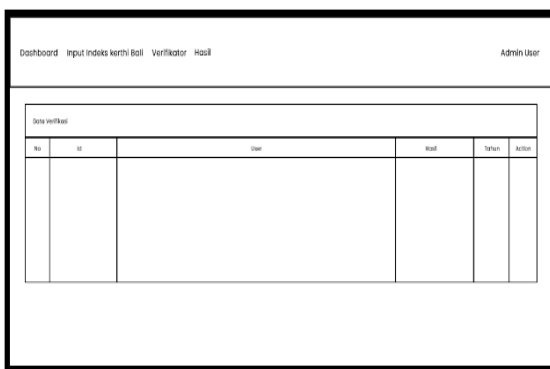 Dashboard Input Indeks kerthi Bali Verifikator Hasil Admin User
Data Verifikasi
No Id User Hasil Tahun Action